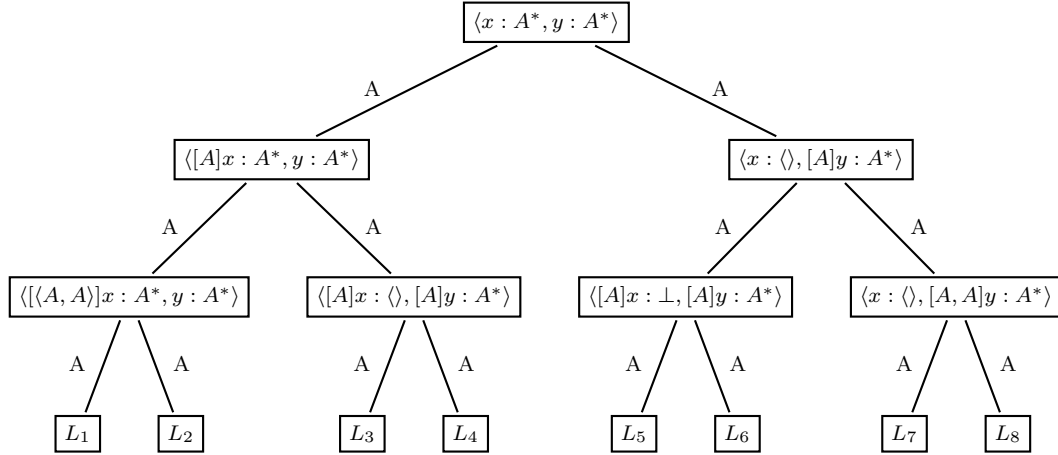 ⟨x : A*, y : A*⟩
A A
⟨[A]x : A*, y : A*⟩ ⟨x : ⟨⟩, [A]y : A*⟩
A A A A
⟨[⟨A, A⟩]x : A*, y : A*⟩ ⟨[A]x : ⟨⟩, [A]y : A*⟩ ⟨[A]x : ⊥, [A]y : A*⟩ ⟨x : ⟨⟩, [A, A]y : A*⟩
A A A A A A A A
L₁ L₂ L₃ L₄ L₅ L₆ L₇ L₈